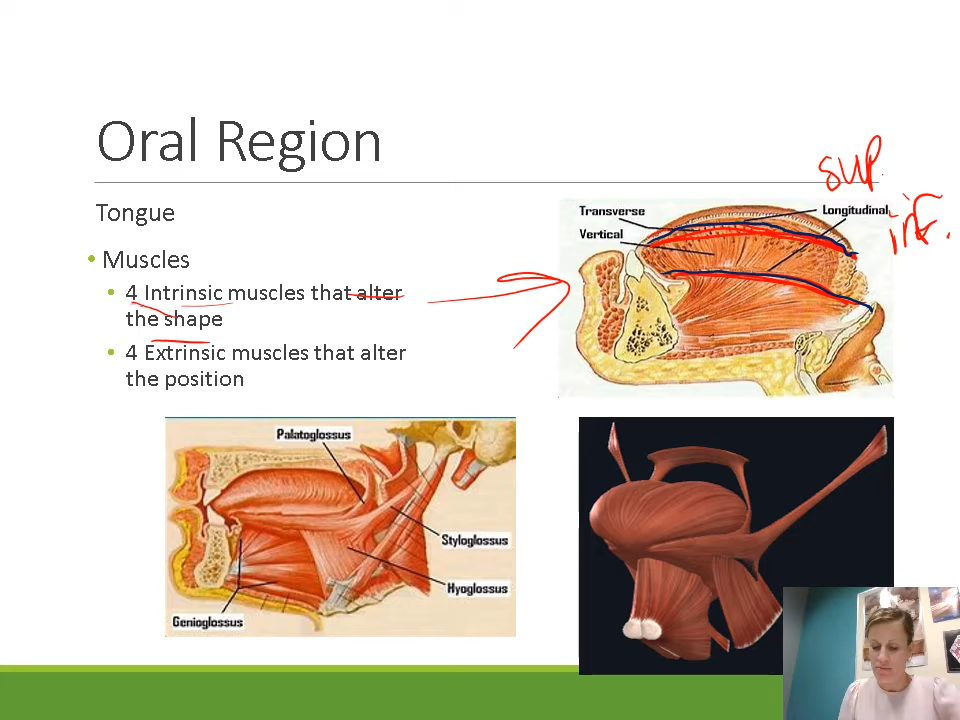 Oral Region
Tongue
• Muscles
• 4 Intrinsic muscles that alter
the shape
• 4 Extrinsic muscles that alter
the position
sup.
inf.
Transverse
Longitudinal
Vertical
Palatoglossus
Styloglossus
Hyoglossus
Genioglossus